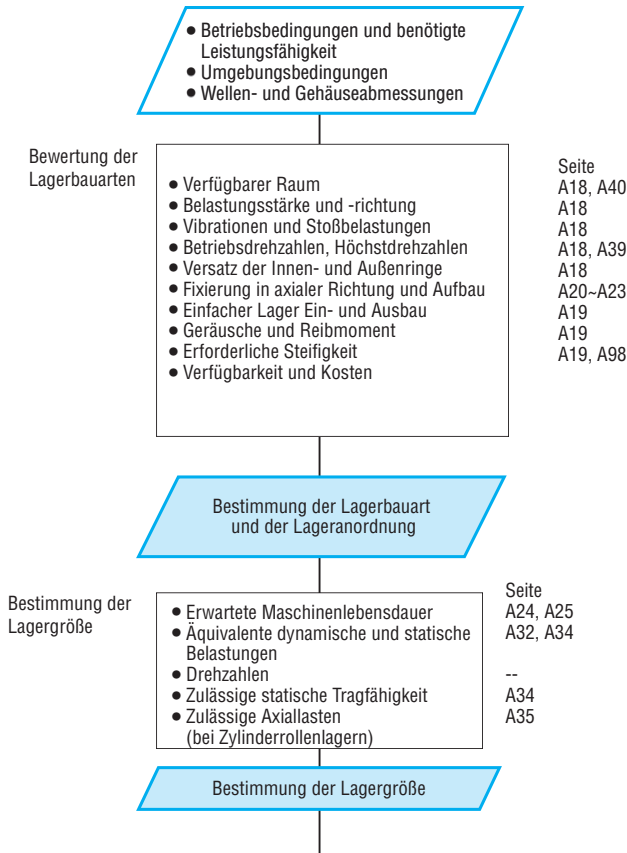 ● Betriebsbedingungen und benötigte
Leistungsfähigkeit
● Umgebungsbedingungen
● Wellen- und Gehäuseabmessungen
Bewertung der
Lagerbauarten
● Verfügbarer Raum
● Belastungsstärke und -richtung
● Vibrationen und Stoßbelastungen
● Betriebsdrehzahlen, Höchstdrehzahlen
● Versatz der Innen- und Außenringe
● Fixierung in axialer Richtung und Aufbau
● Einfacher Lager Ein- und Ausbau
● Geräusche und Reibmoment
● Erforderliche Steifigkeit
● Verfügbarkeit und Kosten
Seite
A18, A40
A18
A18
A18, A39
A18
A20~A23
A19
A19
A19, A98
Bestimmung der Lagerbauart
und der Lageranordnung
Bestimmung der
Lagergröße
● Erwartete Maschinenlebensdauer
● Äquivalente dynamische und statische
Belastungen
● Drehzahlen
● Zulässige statische Tragfähigkeit
● Zulässige Axiallasten
(bei Zylinderrollenlagern)
Seite
A24, A25
A32, A34
--
A34
A35
Bestimmung der Lagergröße